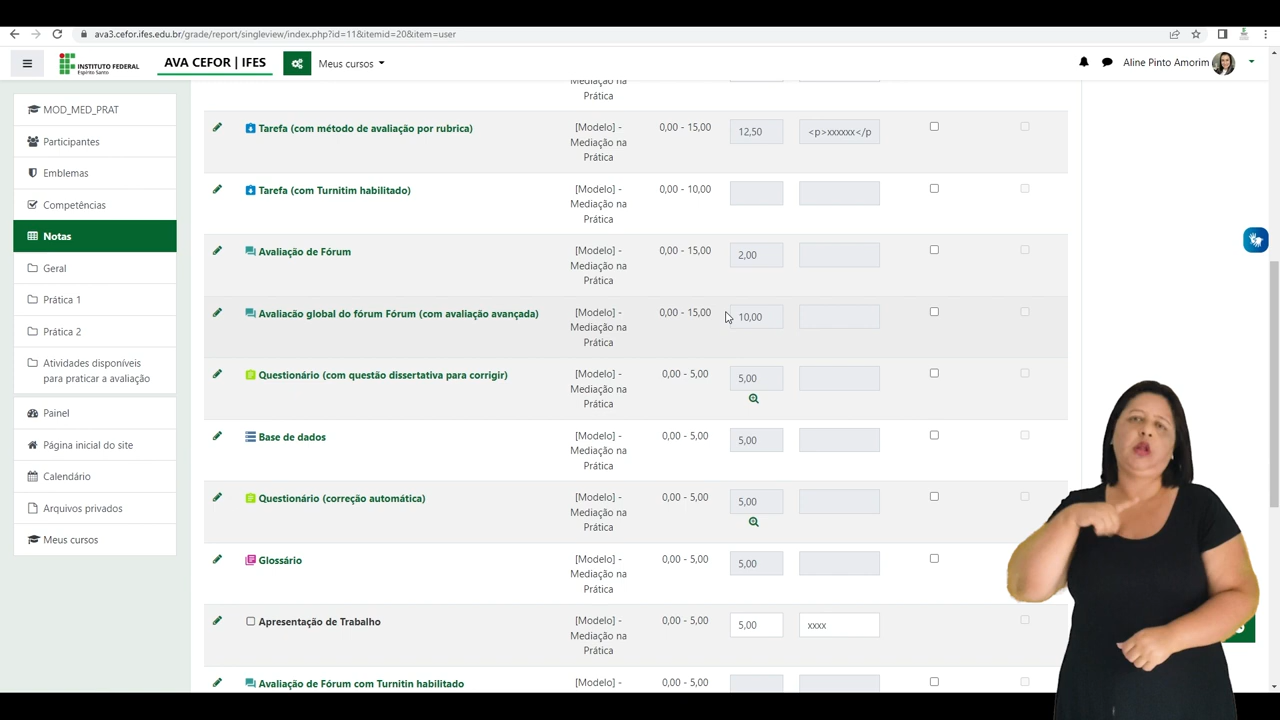 ava3.cefor.ifes.edu.br/grade/report/singleview/index.php?id=11&itemid=20&item=user
INSTITUTO FEDERAL
Espírito Santo
AVA CEFOR | IFES
Meus cursos
Aline Pinto Amorim
MOD_MED_PRAT
Participantes
Emblemas
Competências
Notas
Geral
Prática 1
Prática 2
Atividades disponíveis
para praticar a avaliação
Painel
Página inicial do site
Calendário
Arquivos privados
Meus cursos
Mediação na
Prática
Tarefa (com método de avaliação por rubrica)
[Modelo] -
Mediação na
Prática
0,00 - 15,00
12,50
<p>xxxxxx</p
Tarefa (com Turnitim habilitado)
[Modelo] -
Mediação na
Prática
0,00 - 10,00
Avaliação de Fórum
[Modelo] -
Mediação na
Prática
0,00 - 15,00
2,00
Avaliacão global do fórum Fórum (com avaliação avançada)
[Modelo] -
Mediação na
Prática
0,00 - 15,00
10,00
Questionário (com questão dissertativa para corrigir)
[Modelo] -
Mediação na
Prática
0,00 - 5,00
5,00
Base de dados
[Modelo] -
Mediação na
Prática
0,00 - 5,00
5,00
Questionário (correção automática)
[Modelo] -
Mediação na
Prática
0,00 - 5,00
5,00
Glossário
[Modelo] -
Mediação na
Prática
0,00 - 5,00
5,00
Apresentação de Trabalho
[Modelo] -
Mediação na
Prática
0,00 - 5,00
5,00
xxxx
Avaliação de Fórum com Turnitin habilitado
[Modelo] -
0,00 - 5,00